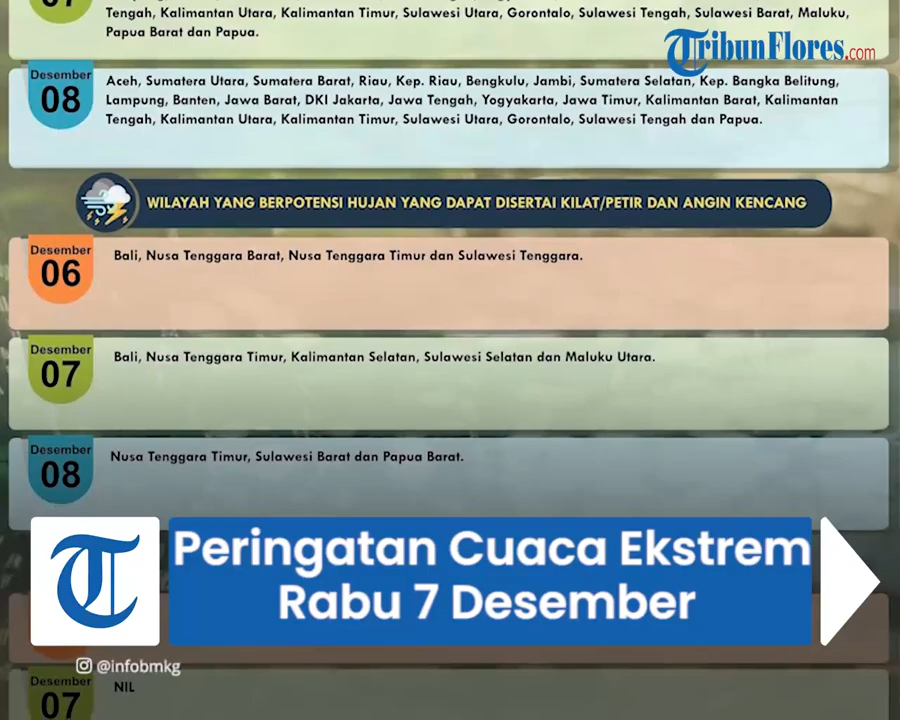 07
Tengah, Kalimantan Utara, Kalimantan Timur, Sulawesi Utara, Gorontalo, Sulawesi Tengah, Sulawesi Barat, Maluku,
Papua Barat dan Papua.
TribunFlores.com
Desember
08
Aceh, Sumatera Utara, Sumatera Barat, Riau, Kep. Riau, Bengkulu, Jambi, Sumatera Selatan, Kep. Bangka Belitung,
Lampung, Banten, Jawa Barat, DKI Jakarta, Jawa Tengah, Yogyakarta, Jawa Timur, Kalimantan Barat, Kalimantan
Tengah, Kalimantan Utara, Kalimantan Timur, Sulawesi Utara, Gorontalo, Sulawesi Tengah dan Papua.
WILAYAH YANG BERPOTENSI HUJAN YANG DAPAT DISERTAI KILAT/PETIR DAN ANGIN KENCANG
Desember
06
Bali, Nusa Tenggara Barat, Nusa Tenggara Timur dan Sulawesi Tenggara.
Desember
07
Bali, Nusa Tenggara Timur, Kalimantan Selatan, Sulawesi Selatan dan Maluku Utara.
Desember
08
Nusa Tenggara Timur, Sulawesi Barat dan Papua Barat.
T
Peringatan Cuaca Ekstrem
Rabu 7 Desember
@infobmkg
Desember
07
NIL